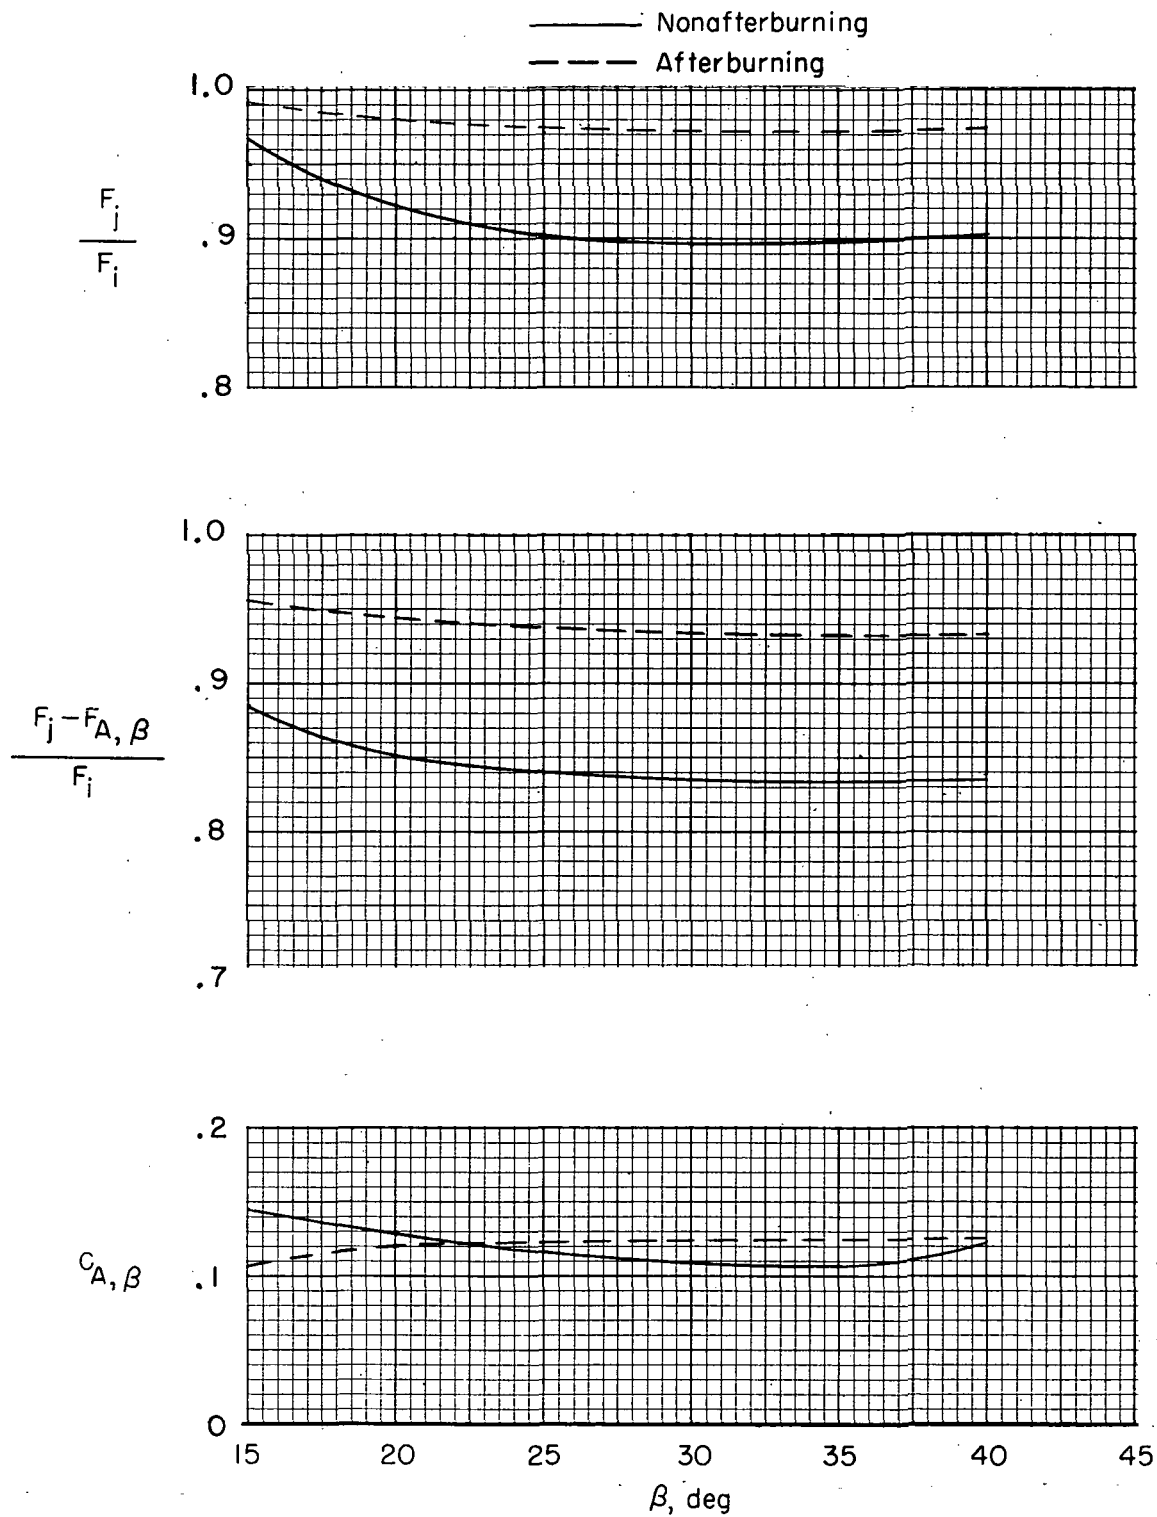 Nonafterburning
Afterburning
1.0
F_j
F_i
.9
.8
1.0
.9
F_j – F_A, β
F_i
.8
.7
.2
C_A, β
.1
0
15 20 25 30 35 40 45
β, deg